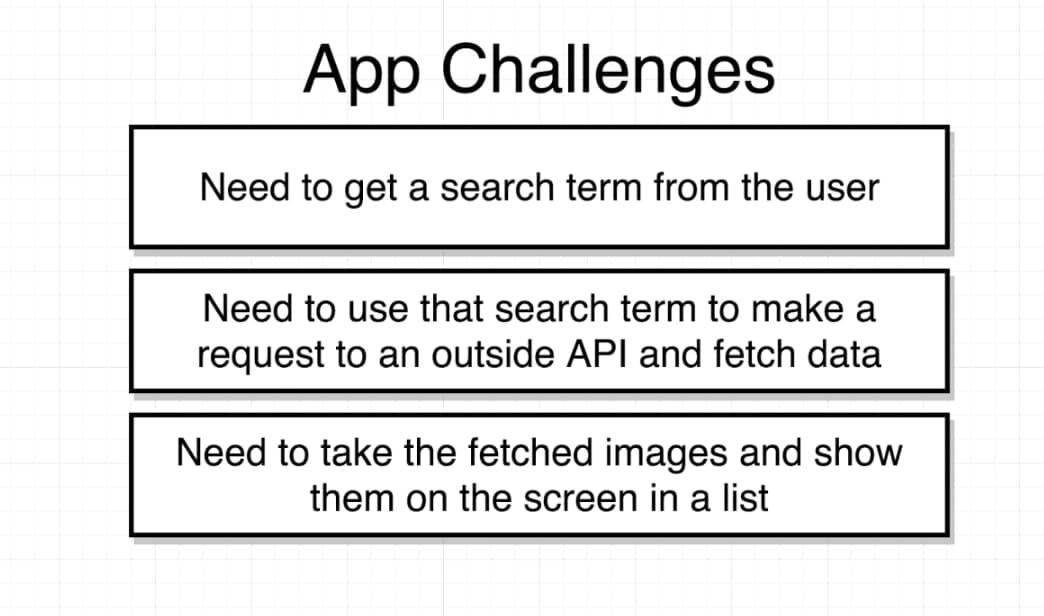 App Challenges
Need to get a search term from the user
Need to use that search term to make a
request to an outside API and fetch data
Need to take the fetched images and show
them on the screen in a list